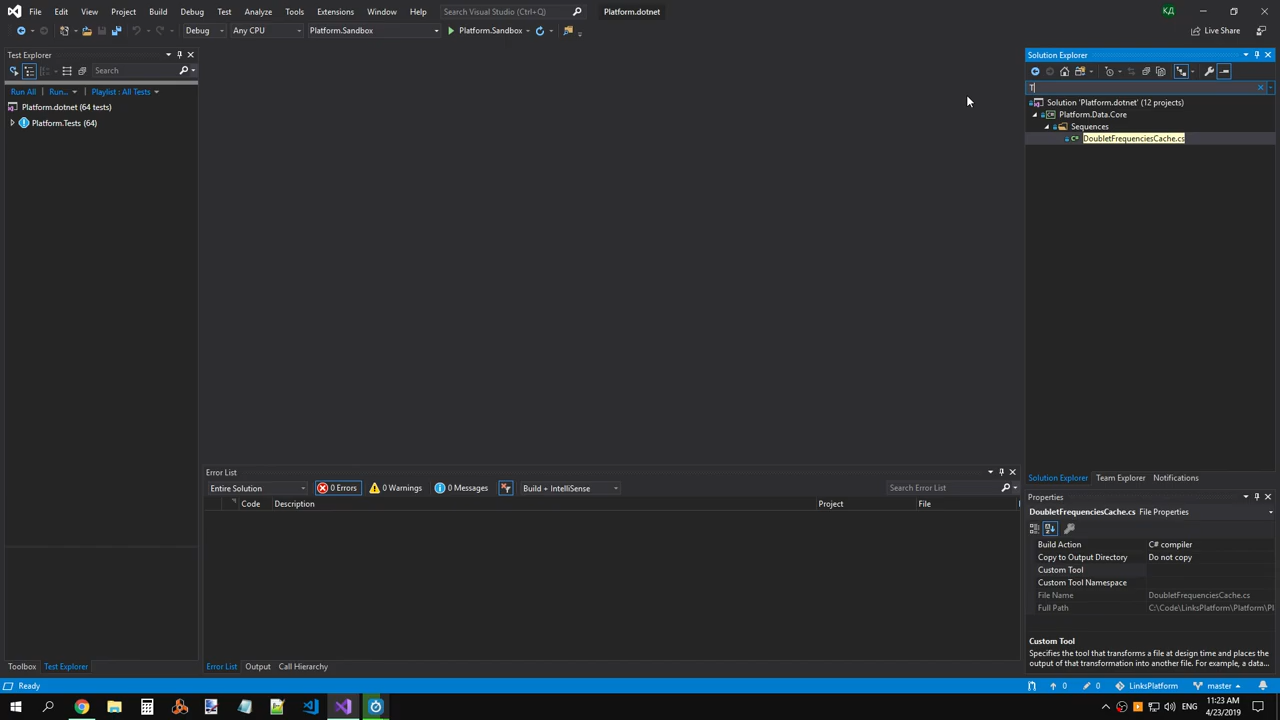 File Edit View Project Build Debug Test Analyze Tools Extensions Window Help Search Visual Studio (Ctrl+Q) Platform.dotnet КД
Debug Any CPU Platform.Sandbox Platform.Sandbox Live Share
Test Explorer
Search
Run All Run... Playlist : All Tests
Platform.dotnet (64 tests)
Platform.Tests (64)
Solution Explorer
T
Solution 'Platform.dotnet' (12 projects)
Platform.Data.Core
Sequences
C# DoubletFrequenciesCache.cs
Error List
Entire Solution 0 Errors 0 Warnings 0 Messages Build + IntelliSense Search Error List
Code Description Project File
Solution Explorer Team Explorer Notifications
Properties
DoubletFrequenciesCache.cs File Properties
Build Action C# compiler
Copy to Output Directory Do not copy
Custom Tool
Custom Tool Namespace
File Name DoubletFrequenciesCache.cs
Full Path C:\Code\LinksPlatform\Platform\Pl
Custom Tool
Specifies the tool that transforms a file at design time and places the
output of that transformation into another file. For example, a data...
Toolbox Test Explorer
Error List Output Call Hierarchy
Ready 0 0 LinksPlatform master
ENG 11:23 AM
4/23/2019